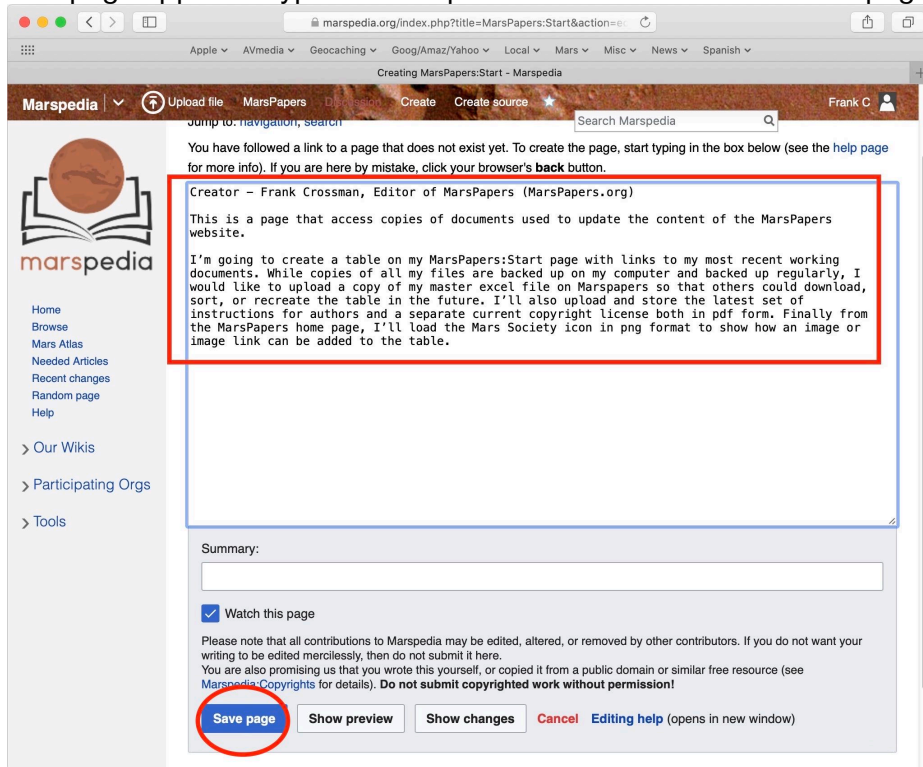 marspedia.org/index.php?title=MarsPapers:Start&action=e
Apple AVmedia Geocaching Goog/Amaz/Yahoo Local Mars Misc News Spanish
Creating MarsPapers:Start - Marspedia
Marspedia Upload file MarsPapers Discussion Create Create source Search Marspedia Frank C
Jump to: navigation, search
You have followed a link to a page that does not exist yet. To create the page, start typing in the box below (see the help page
for more info). If you are here by mistake, click your browser's back button.
Creator – Frank Crossman, Editor of MarsPapers (MarsPapers.org)
This is a page that access copies of documents used to update the content of the MarsPapers
website.
I'm going to create a table on my MarsPapers:Start page with links to my most recent working
documents. While copies of all my files are backed up on my computer and backed up regularly, I
would like to upload a copy of my master excel file on Marspapers so that others could download,
sort, or recreate the table in the future. I'll also upload and store the latest set of
instructions for authors and a separate current copyright license both in pdf form. Finally from
the MarsPapers home page, I'll load the Mars Society icon in png format to show how an image or
image link can be added to the table.
marspedia
Home
Browse
Mars Atlas
Needed Articles
Recent changes
Random page
Help
Our Wikis
Participating Orgs
Tools
Summary:
Watch this page
Please note that all contributions to Marspedia may be edited, altered, or removed by other contributors. If you do not want your
writing to be edited mercilessly, then do not submit it here.
You are also promising us that you wrote this yourself, or copied it from a public domain or similar free resource (see
Marspedia:Copyrights for details). Do not submit copyrighted work without permission!
Save page Show preview Show changes Cancel Editing help (opens in new window)